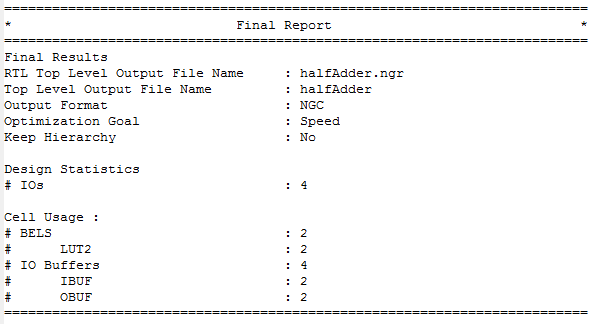 =========================================================================
*                            Final Report                               *
=========================================================================
Final Results
RTL Top Level Output File Name     : halfAdder.ngr
Top Level Output File Name         : halfAdder
Output Format                      : NGC
Optimization Goal                  : Speed
Keep Hierarchy                     : No

Design Statistics
# IOs                              : 4

Cell Usage :
# BELS                             : 2
#      LUT2                        : 2
# IO Buffers                       : 4
#      IBUF                        : 2
#      OBUF                        : 2
=========================================================================